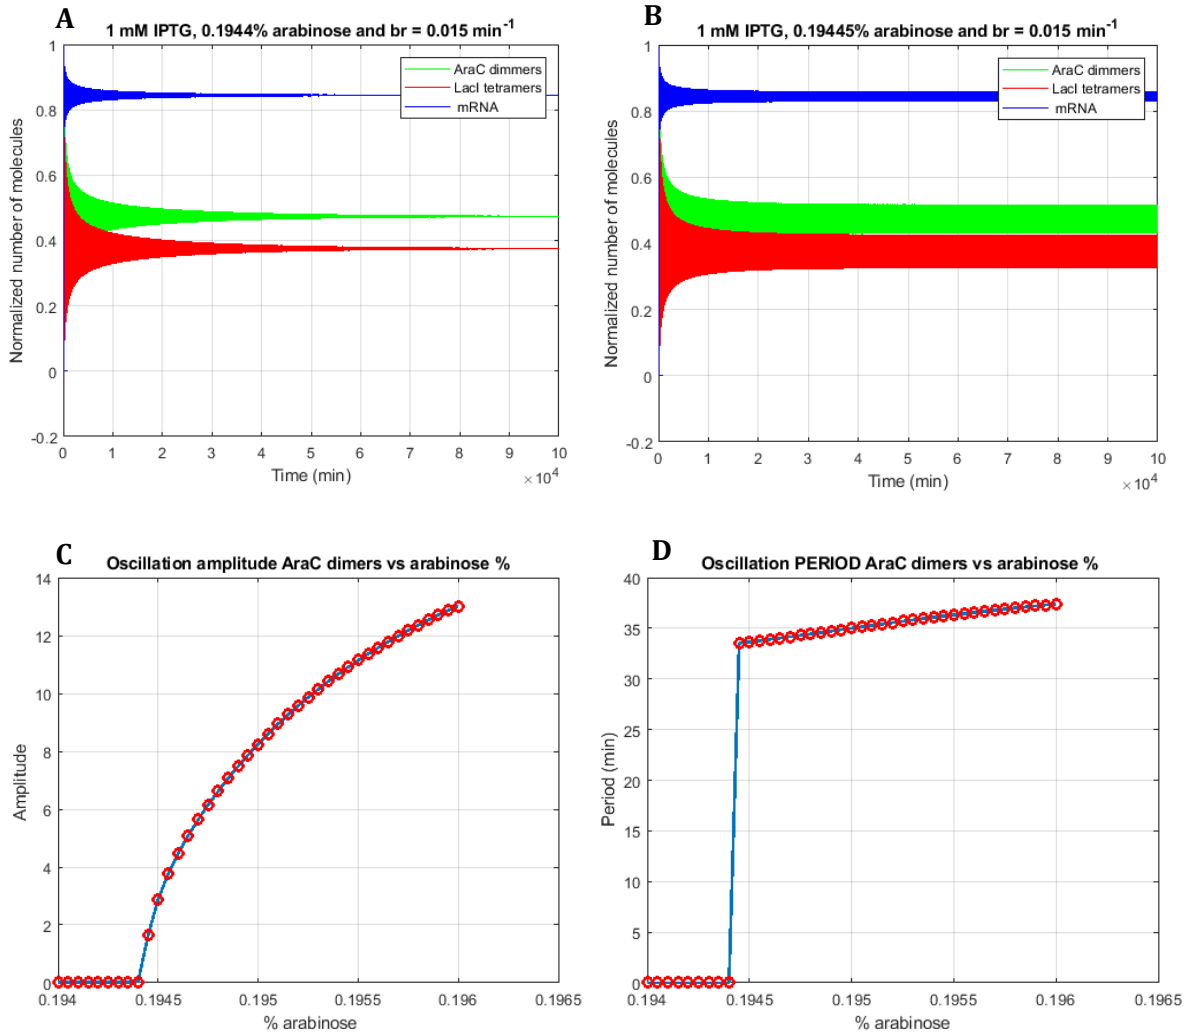 A
1 mM IPTG, 0.1944% arabinose and br = 0.015 min⁻¹
1
0.8
0.6
0.4
0.2
0
-0.2
Normalized number of molecules
AraC dimmers
LacI tetramers
mRNA
0 1 2 3 4 5 6 7 8 9 10
Time (min)
×10⁴
B
1 mM IPTG, 0.19445% arabinose and br = 0.015 min⁻¹
1
0.8
0.6
0.4
0.2
0
-0.2
Normalized number of molecules
AraC dimmers
LacI tetramers
mRNA
0 1 2 3 4 5 6 7 8 9 10
Time (min)
×10⁴
C
Oscillation amplitude AraC dimers vs arabinose %
14
12
10
8
6
4
2
0
Amplitude
0.194 0.1945 0.195 0.1955 0.196 0.1965
% arabinose
D
Oscillation PERIOD AraC dimers vs arabinose %
40
35
30
25
20
15
10
5
0
Period (min)
0.194 0.1945 0.195 0.1955 0.196 0.1965
% arabinose